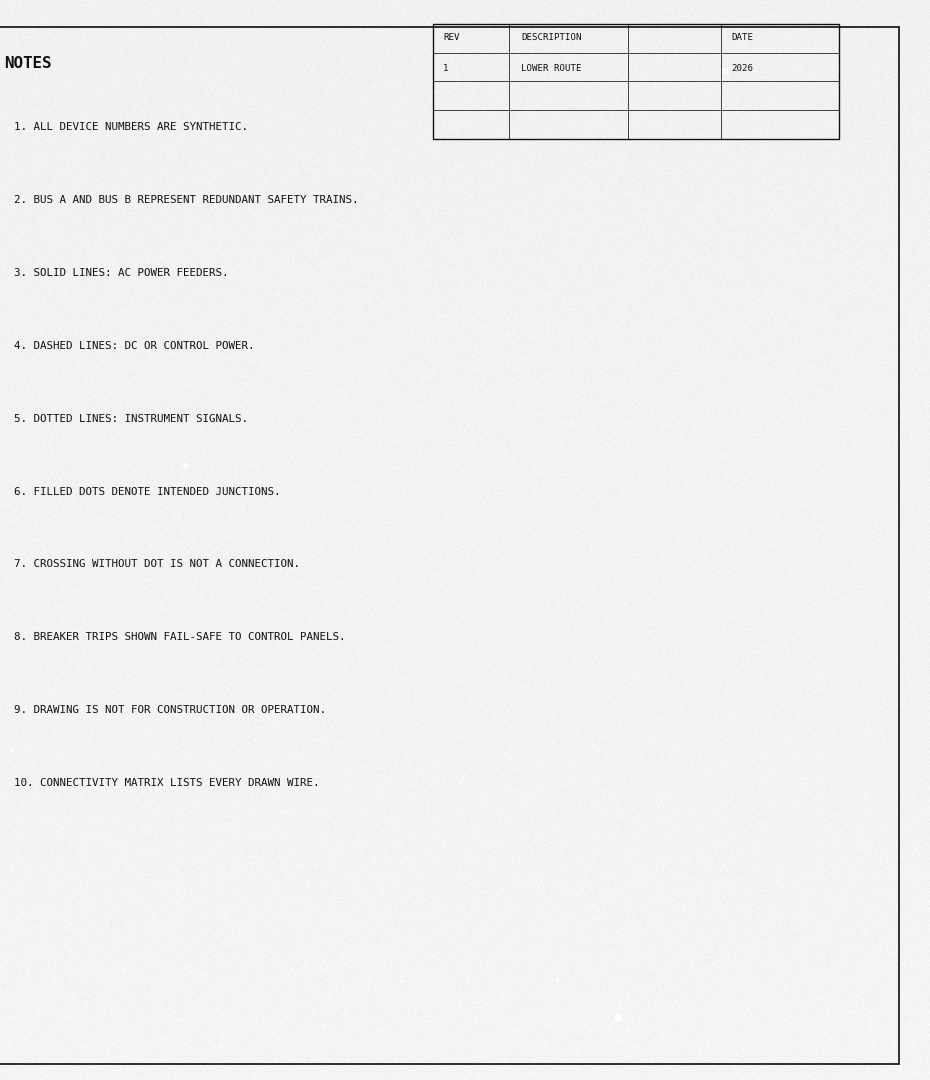 REV DESCRIPTION DATE
NOTES
1 LOWER ROUTE 2026
1. ALL DEVICE NUMBERS ARE SYNTHETIC.
2. BUS A AND BUS B REPRESENT REDUNDANT SAFETY TRAINS.
3. SOLID LINES: AC POWER FEEDERS.
4. DASHED LINES: DC OR CONTROL POWER.
5. DOTTED LINES: INSTRUMENT SIGNALS.
6. FILLED DOTS DENOTE INTENDED JUNCTIONS.
7. CROSSING WITHOUT DOT IS NOT A CONNECTION.
8. BREAKER TRIPS SHOWN FAIL-SAFE TO CONTROL PANELS.
9. DRAWING IS NOT FOR CONSTRUCTION OR OPERATION.
10. CONNECTIVITY MATRIX LISTS EVERY DRAWN WIRE.